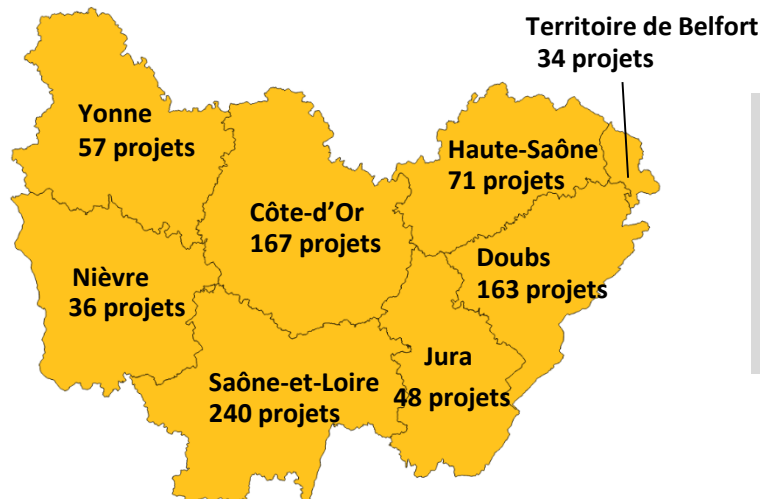 Territoire de Belfort
34 projets
Yonne
57 projets
Haute-Saône
71 projets
Côte-d’Or
167 projets
Doubs
163 projets
Nièvre
36 projets
Jura
48 projets
Saône-et-Loire
240 projets